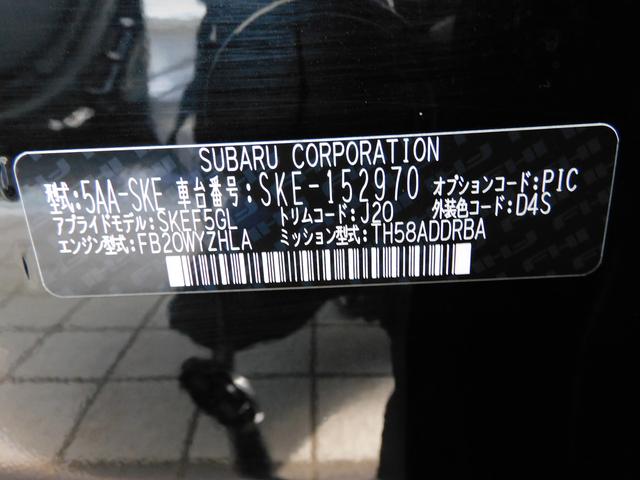 SUBARU CORPORATION
型式:5AA-SKE 車台番号:SKE-152970 オプションコード:PIC
アプライドモデル:SKEF5GL トリムコード:J20 外装色コード:D4S
エンジン型式:FB20WYZHLA ミッション型式:TH58ADDRBA